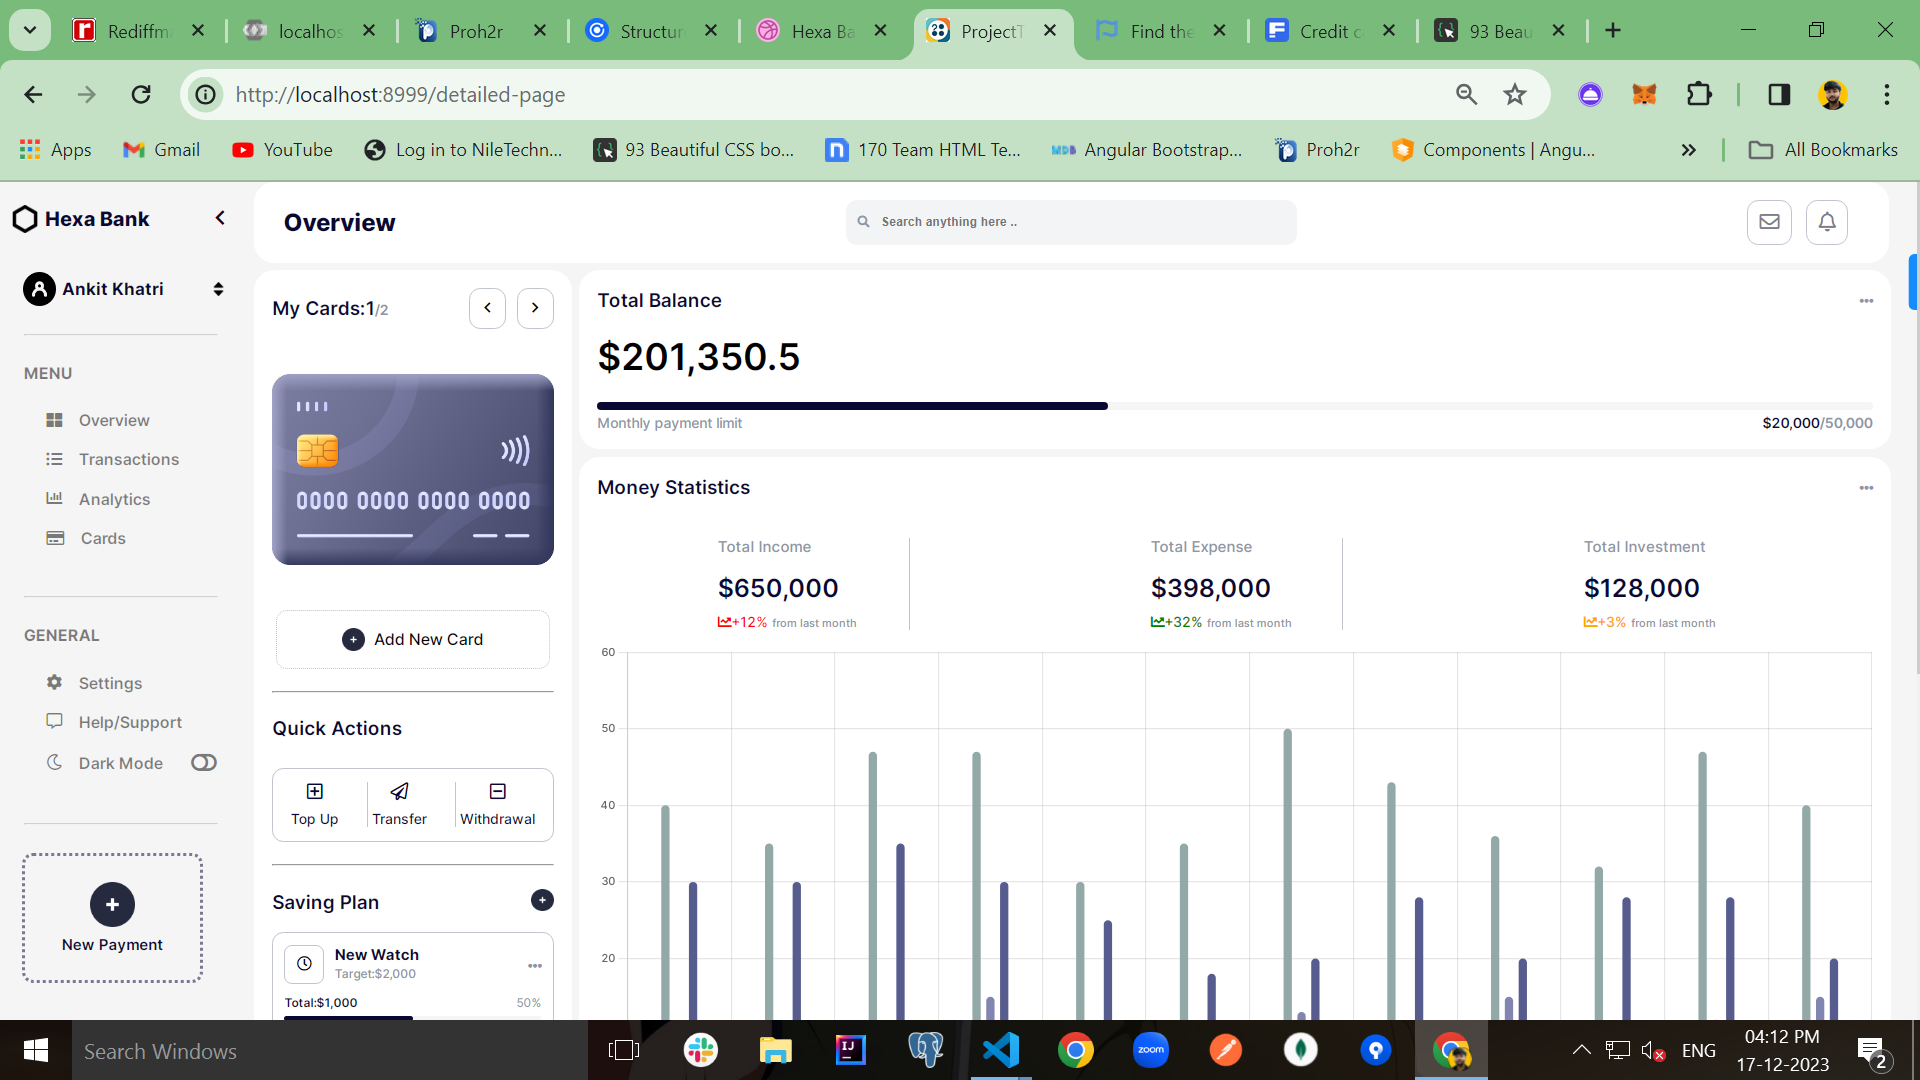 Rediffm
localhos
Proh2r
Structur
Hexa Ba
ProjectT
Find the
Credit c
93 Beau
http://localhost:8999/detailed-page
Apps
Gmail
YouTube
Log in to NileTechn...
93 Beautiful CSS bo...
170 Team HTML Te...
Angular Bootstrap...
Proh2r
Components | Angu...
All Bookmarks
Hexa Bank
Overview
Search anything here ..
Ankit Khatri
MENU
Overview
Transactions
Analytics
Cards
GENERAL
Settings
Help/Support
Dark Mode
New Payment
My Cards:1/2
0000 0000 0000 0000
Add New Card
Quick Actions
Top Up
Transfer
Withdrawal
Saving Plan
New Watch
Target:$2,000
Total:$1,000
50%
Total Balance
$201,350.5
Monthly payment limit
$20,000/50,000
Money Statistics
Total Income
$650,000
+12% from last month
Total Expense
$398,000
+32% from last month
Total Investment
$128,000
+3% from last month
60
50
40
30
20
Search Windows
IJ
zoom
ENG
04:12 PM
17-12-2023
2